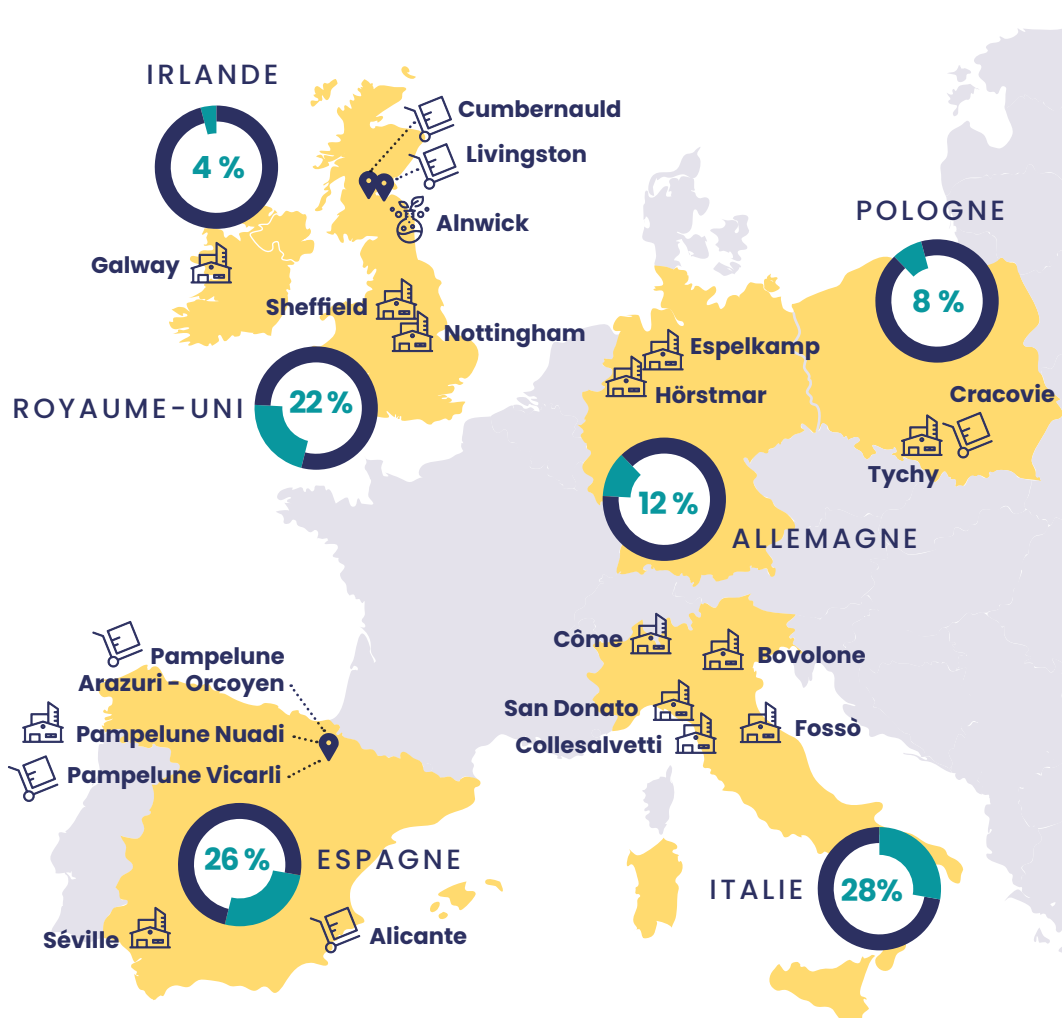 IRLANDE
4 %
Galway
Cumbernauld
Livingston
Alnwick
Sheffield
Nottingham
ROYAUME-UNI
22 %
POLOGNE
8 %
Cracovie
Tychy
Espelkamp
Hörstmar
12 %
ALLEMAGNE
Pampelune
Arazuri - Orcoyen
Pampelune Nuadi
Pampelune Vicarli
26 %
ESPAGNE
Séville
Alicante
Côme
Bovolone
San Donato
Collesalvetti
Fossò
ITALIE
28%